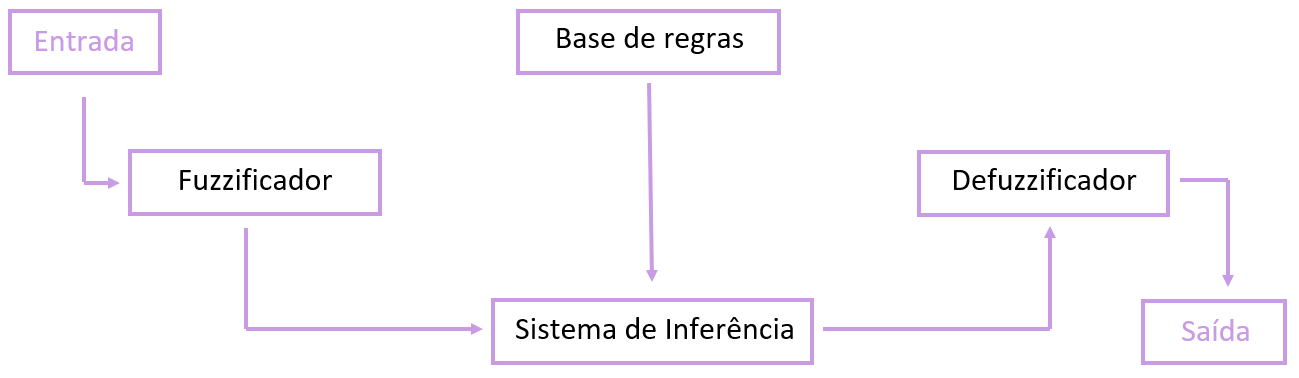 Entrada
Base de regras
Fuzzificador
Defuzzificador
Sistema de Inferência
Saída